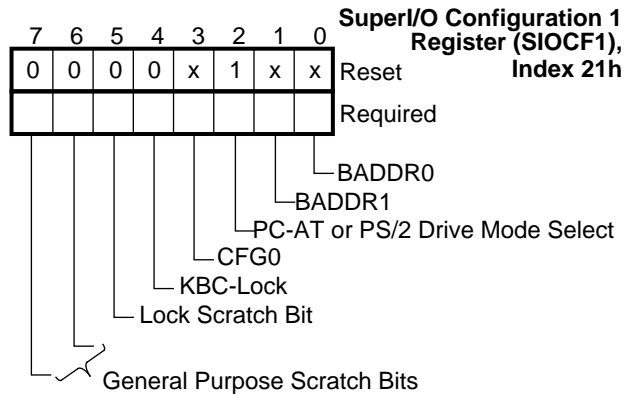 SuperI/O Configuration 1
Register (SIOCF1),
Index 21h
7 6 5 4 3 2 1 0
0 0 0 0 x 1 x x Reset
Required
BADDR0
BADDR1
PC-AT or PS/2 Drive Mode Select
CFG0
KBC-Lock
Lock Scratch Bit
General Purpose Scratch Bits